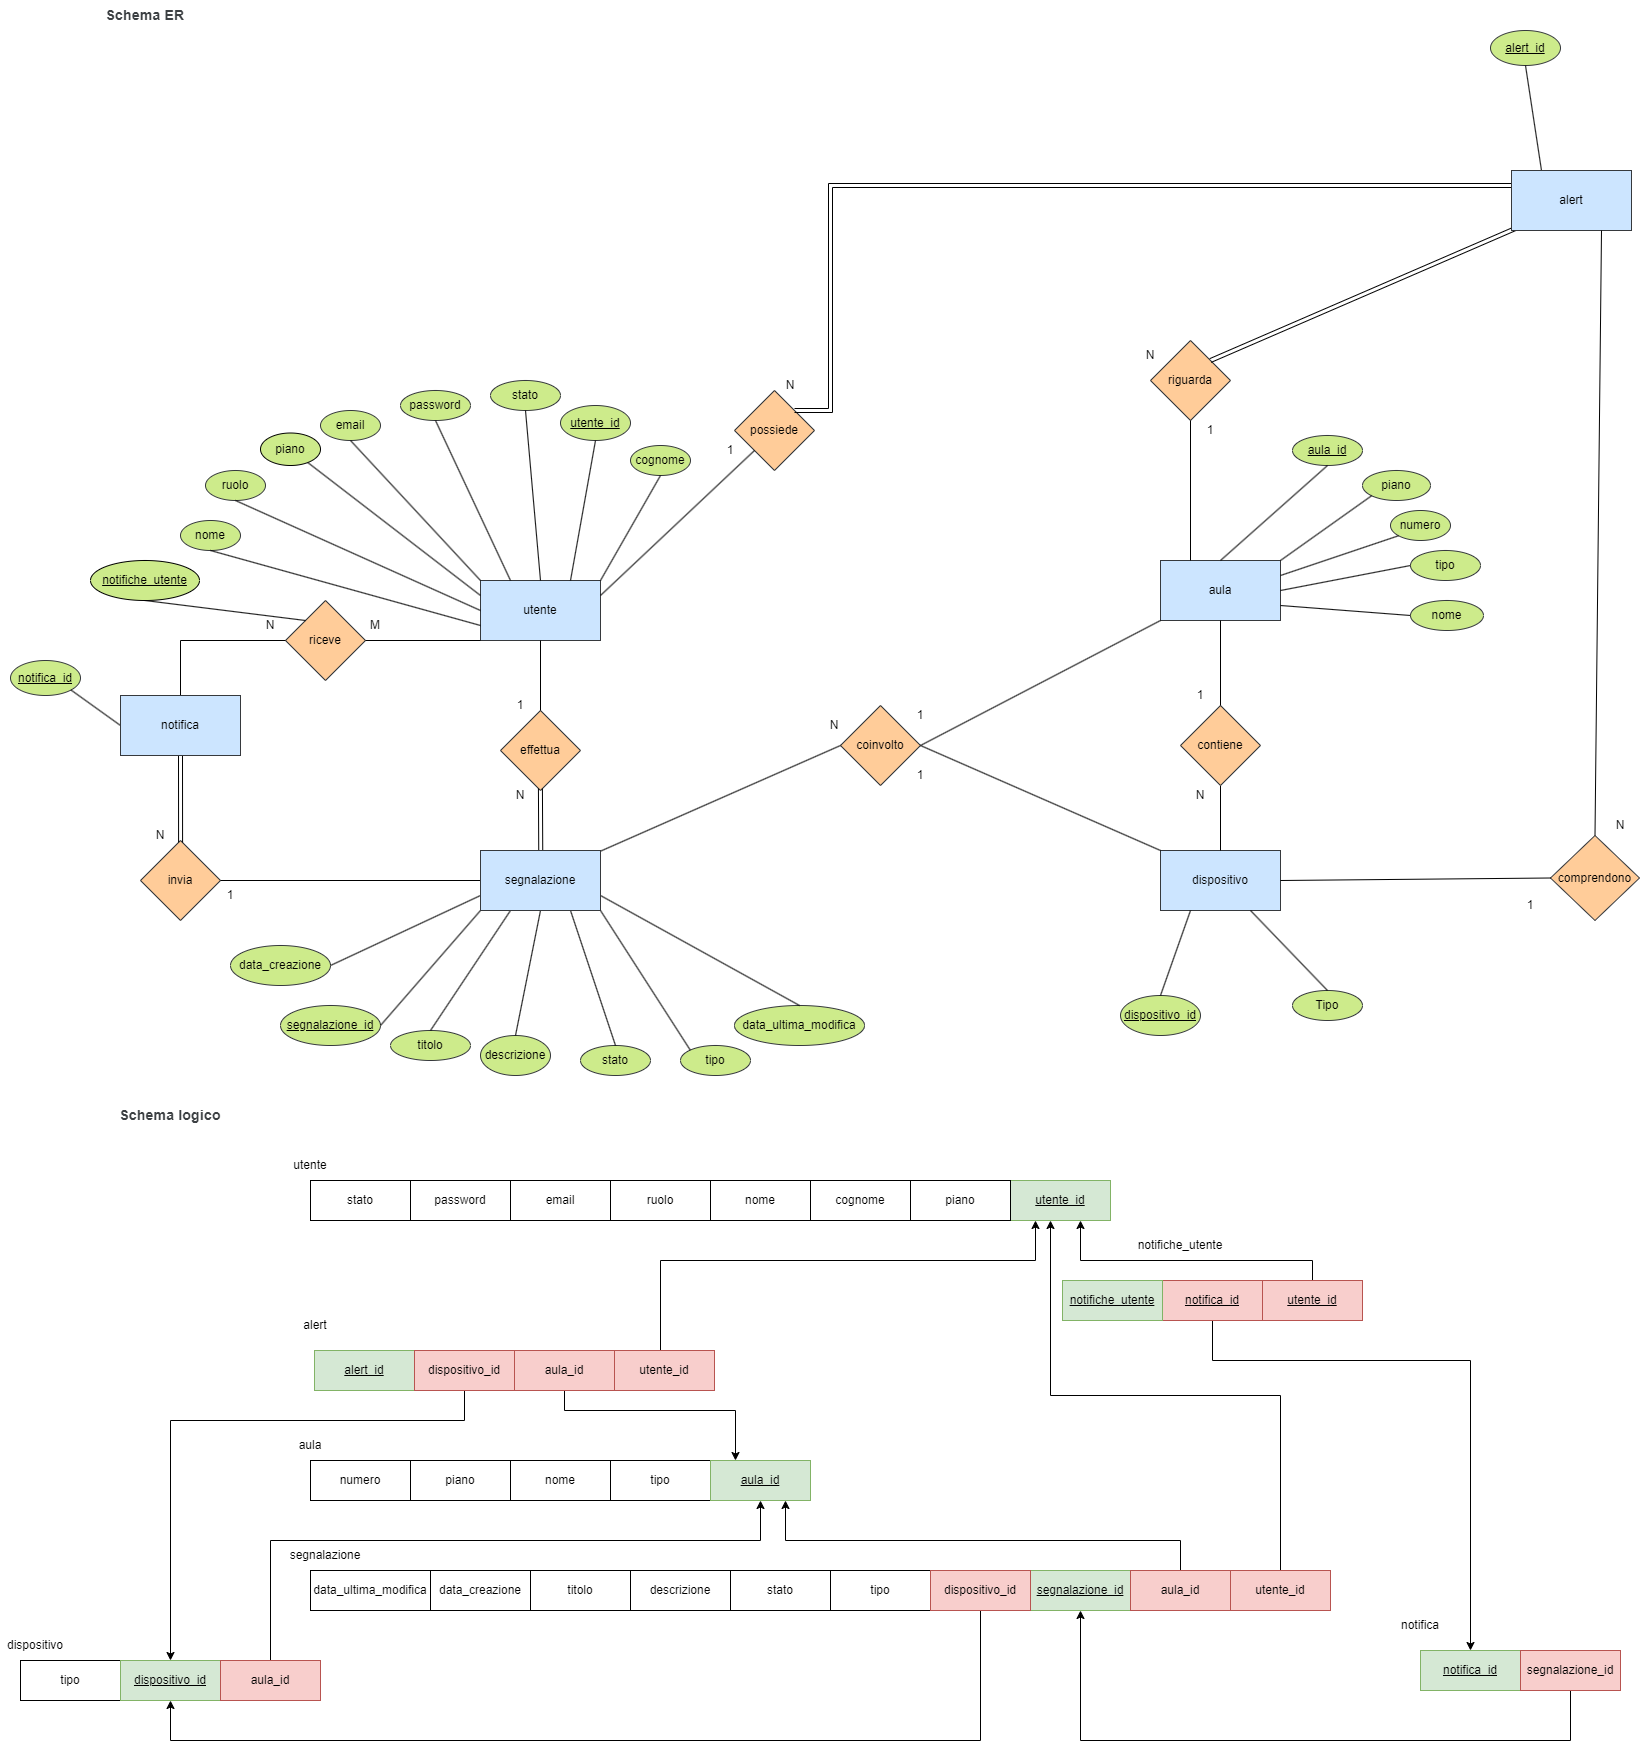 Schema ER
alert_id
alert
riguarda
N
1
possiede
N
1
stato
password
utente_id
email
piano
cognome
ruolo
nome
notifiche_utente
utente
aula_id
piano
numero
tipo
nome
aula
riceve
N
M
notifica_id
notifica
1
effettua
N
N
coinvolto
1
1
1
contiene
N
N
invia
1
segnalazione
dispositivo
N
comprendono
1
data_creazione
segnalazione_id
titolo
descrizione
stato
tipo
data_ultima_modifica
dispositivo_id
Tipo
Schema logico
utente
stato password email ruolo nome cognome piano utente_id
notifiche_utente
notifiche_utente notifica_id utente_id
alert
alert_id dispositivo_id aula_id utente_id
aula
numero piano nome tipo aula_id
segnalazione
data_ultima_modifica data_creazione titolo descrizione stato tipo dispositivo_id segnalazione_id aula_id utente_id
notifica
notifica_id segnalazione_id
dispositivo
tipo dispositivo_id aula_id